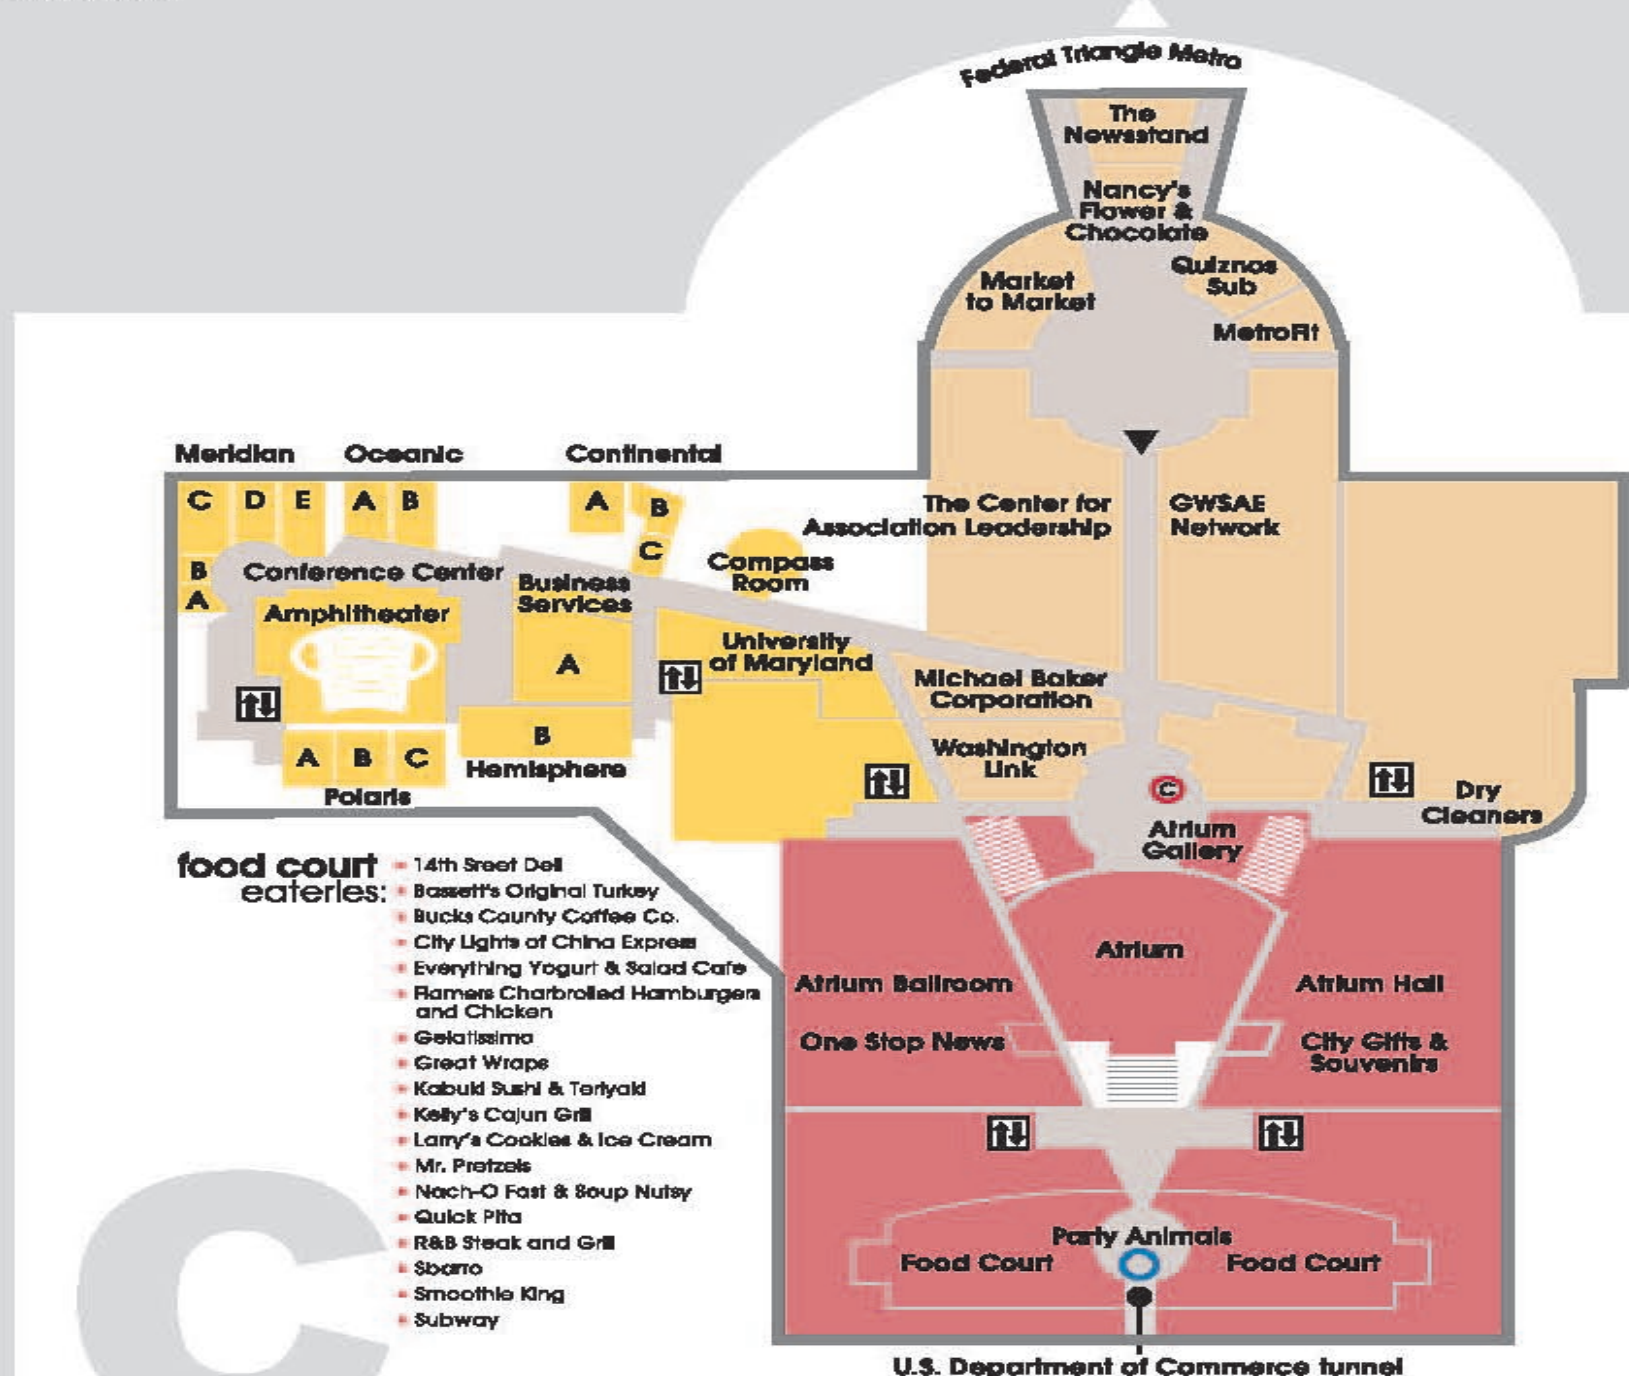 Federal Triangle Metro
The
Newsstand
Nancy's
Flower &
Chocolate
Market
to Market
Quiznos
Sub
MetroFit
Meridian
Oceanic
Continental
C
D
E
A
B
A
B
C
B
A
Conference Center
Amphitheater
Business
Services
A
Compass
Room
The Center for
Association Leadership
GWSAE
Network
University
of Maryland
Michael Baker
Corporation
Washington
Link
B
Hemisphere
A
B
C
Polaris
C
Atrium
Gallery
Dry
Cleaners
food court
eateries:
14th Sreet Deli
Bassett's Original Turkey
Bucks County Coffee Co.
City Lights of China Express
Everything Yogurt & Salad Cafe
Flamers Charbroiled Hamburgers
and Chicken
Gelatissimo
Great Wraps
Kabuki Sushi & Teriyaki
Kelly's Cajun Grill
Larry's Cookies & Ice Cream
Mr. Pretzels
Nach-O Fast & Soup Nutsy
Quick Pita
R&B Steak and Grill
Sbarro
Smoothie King
Subway
Atrium
Atrium Ballroom
Atrium Hall
One Stop News
City Gifts &
Souvenirs
Party Animals
Food Court
Food Court
U.S. Department of Commerce tunnel
C